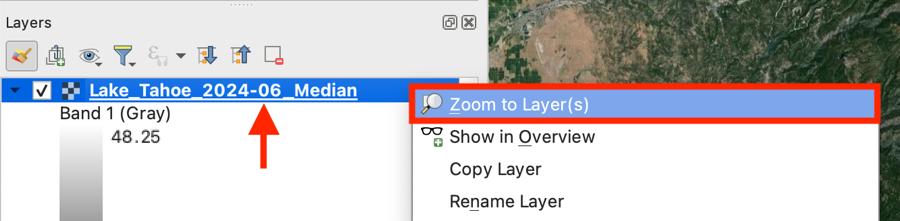 Layers
Lake_Tahoe_2024-06_Median
Band 1 (Gray)
48.25
Zoom to Layer(s)
Show in Overview
Copy Layer
Rename Layer